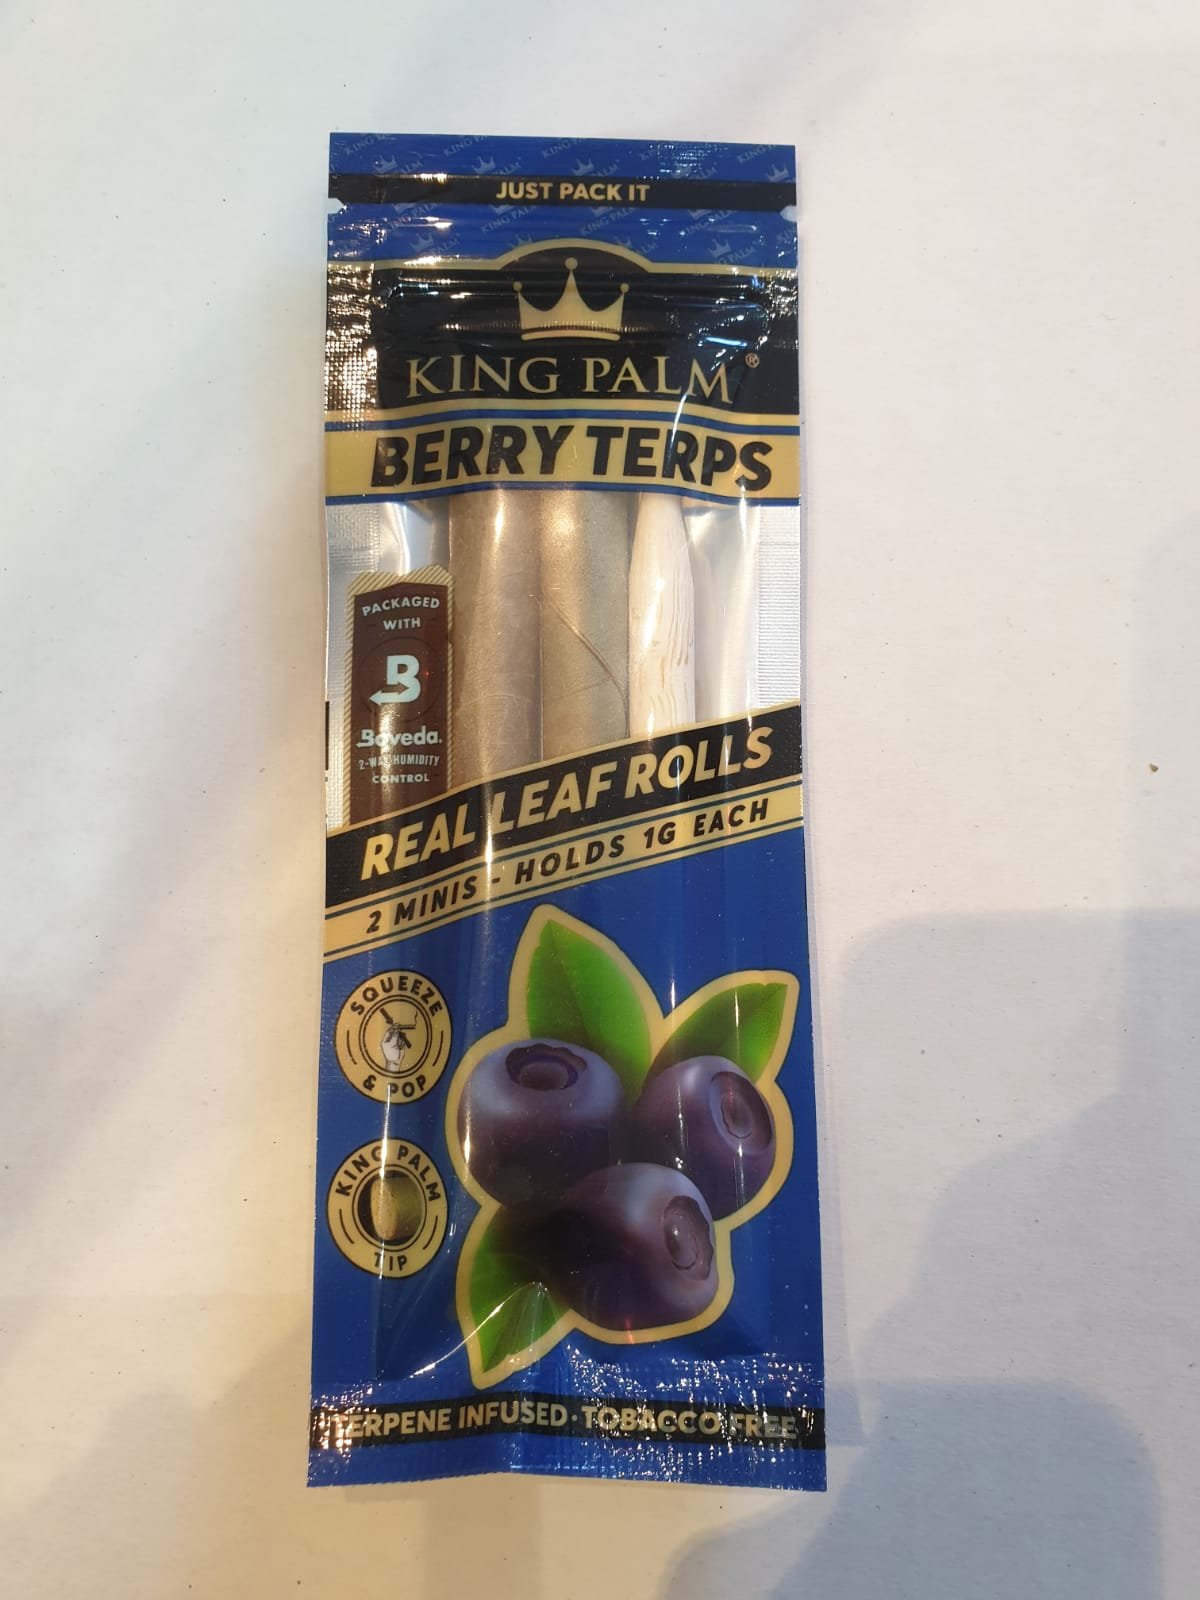 JUST PACK IT
KING PALM®
BERRY TERPS
PACKAGED
WITH
B
Boveda.
2-WAY HUMIDITY
CONTROL
REAL LEAF ROLLS
2 MINIS - HOLDS 1G EACH
SQUEEZE
& POP
KING PALM
TIP
TERPENE INFUSED · TOBACCO FREE